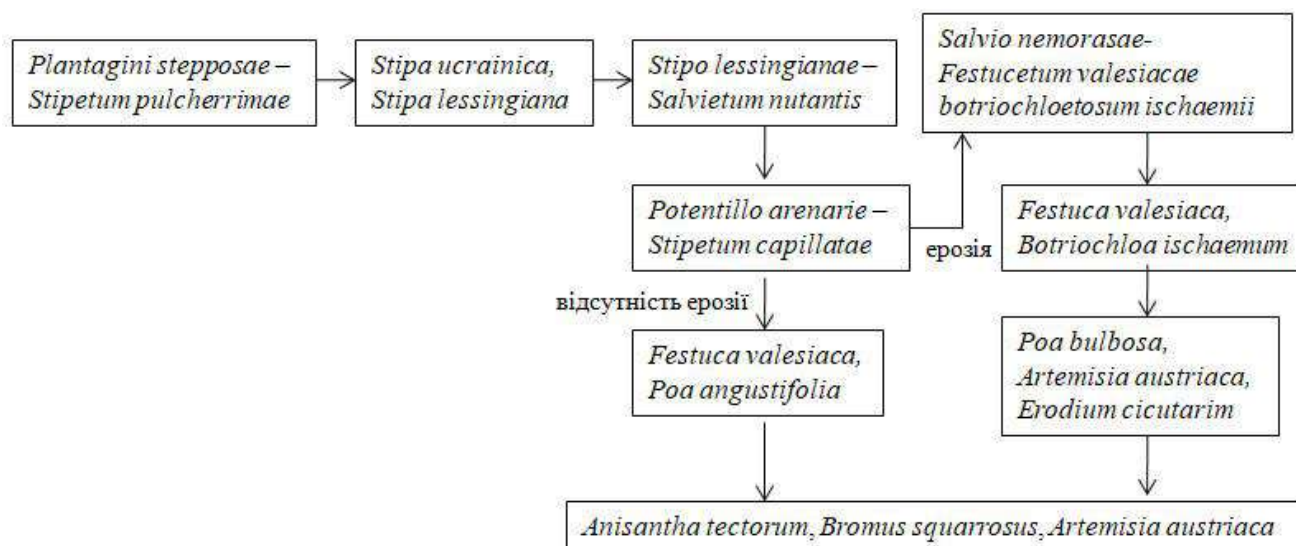 Plantagini stepposae –
Stipetum pulcherrimae
Stipa ucrainica,
Stipa lessingiana
Stipo lessingianae –
Salvietum nutantis
Salvio nemorasae-
Festucetum valesiacae
botriochloetosum ischaemii
Potentillo arenarie –
Stipetum capillatae
ерозія
Festuca valesiaca,
Botriochloa ischaemum
відсутність ерозії
Festuca valesiaca,
Poa angustifolia
Poa bulbosa,
Artemisia austriaca,
Erodium cicutarim
Anisantha tectorum, Bromus squarrosus, Artemisia austriaca